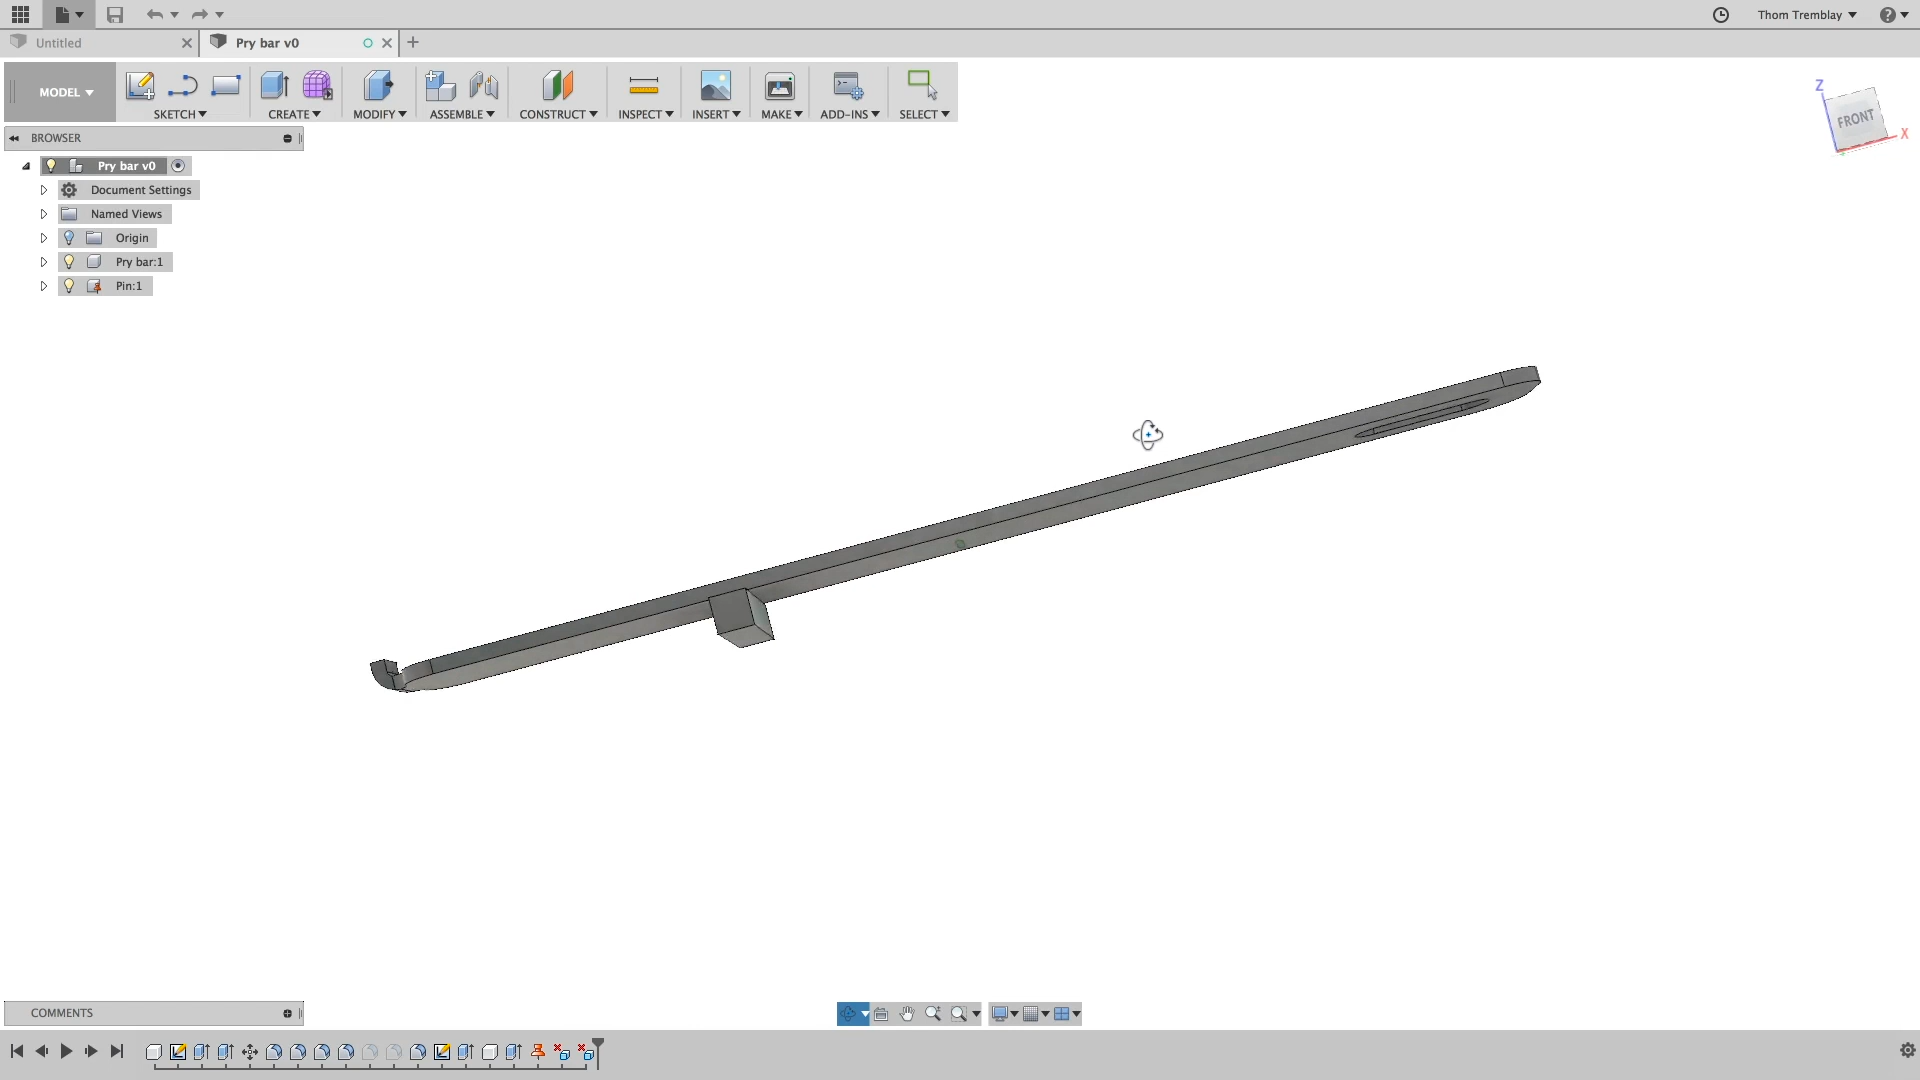 Thom Tremblay
Untitled
Pry bar v0
MODEL
SKETCH
CREATE
MODIFY
ASSEMBLE
CONSTRUCT
INSPECT
INSERT
MAKE
ADD-INS
SELECT
Z
FRONT
X
BROWSER
Pry bar v0
Document Settings
Named Views
Origin
Pry bar:1
Pin:1
COMMENTS